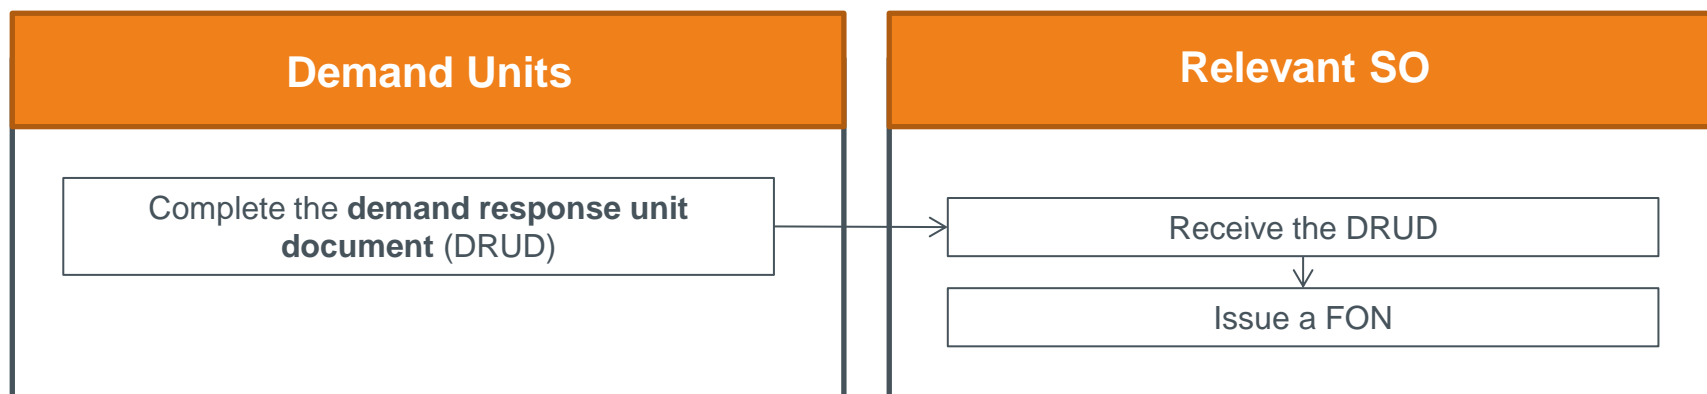 Demand Units
Relevant SO
Complete the demand response unit
document (DRUD)
Receive the DRUD
Issue a FON